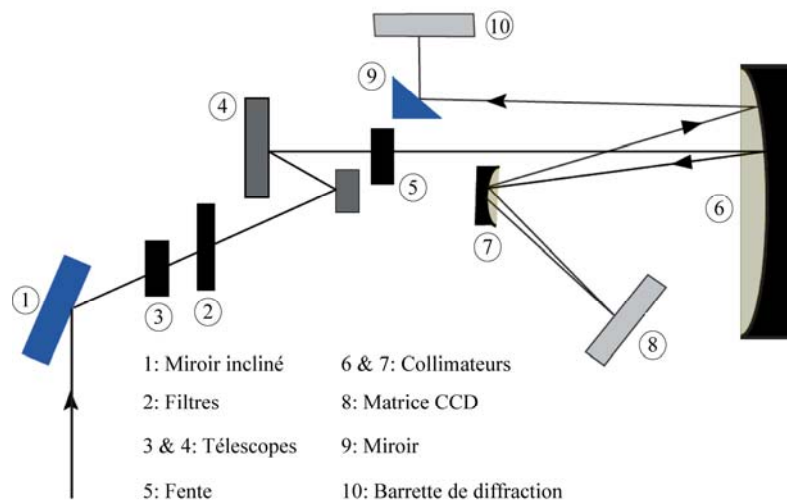 10
9
4
5
6
7
1
3
2
8
1: Miroir incliné
6 & 7: Collimateurs
2: Filtres
8: Matrice CCD
3 & 4: Télescopes
9: Miroir
5: Fente
10: Barrette de diffraction